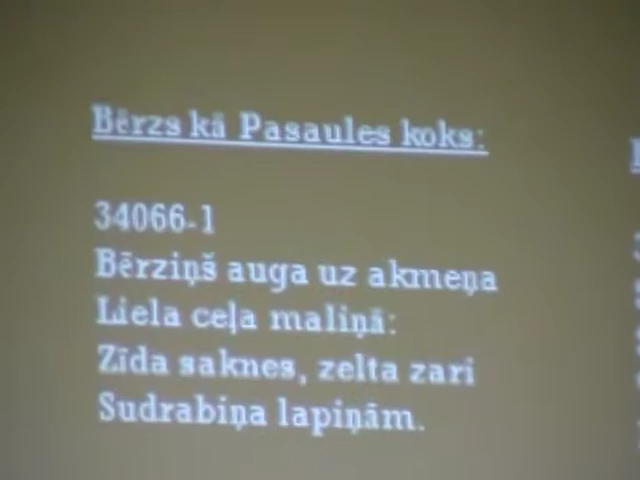 Bērzs kā Pasaules koks:
34066-1
Bērziņš auga uz akmeņa
Liela ceļa maliņā:
Zīda saknes, zelta zari
Sudrabiņa lapiņām.